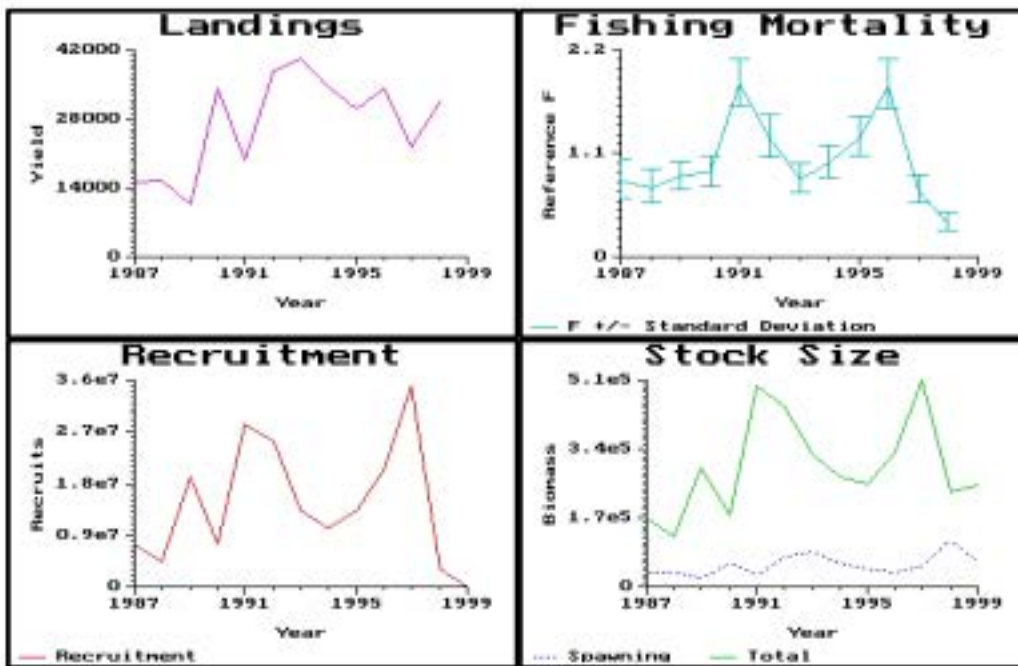 Landings
42000
28000
14000
0
Yield
1987 1991 1995 1999
Year
Fishing Mortality
2.2
1.1
0
Reference F
1987 1991 1995 1999
Year
F +/- Standard Deviation
Recruitment
3.6e7
2.7e7
1.8e7
0.9e7
0
Recruits
1987 1991 1995 1999
Year
Recruitment
Stock Size
5.1e5
3.4e5
1.7e5
0
Biomass
1987 1991 1995 1999
Year
Spawning Total